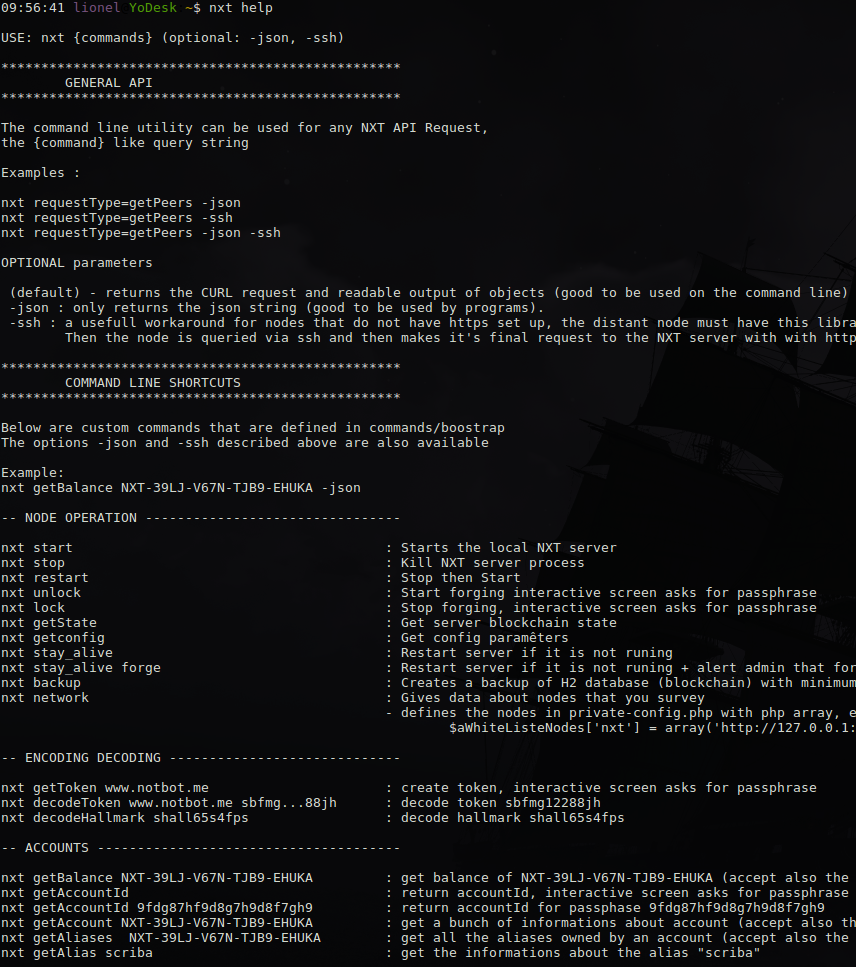 09:56:41 lionel YoDesk ~$ nxt help
USE: nxt {commands} (optional: -json, -ssh)
**************************************************
GENERAL API
**************************************************
The command line utility can be used for any NXT API Request,
the {command} like query string
Examples :
nxt requestType=getPeers -json
nxt requestType=getPeers -ssh
nxt requestType=getPeers -json -ssh
OPTIONAL parameters
(default) - returns the CURL request and readable output of objects (good to be used on the command line)
-json : only returns the json string (good to be used by programs).
-ssh : a usefull workaround for nodes that do not have https set up, the distant node must have this libra
Then the node is queried via ssh and then makes it's final request to the NXT server with with http
**************************************************
COMMAND LINE SHORTCUTS
**************************************************
Below are custom commands that are defined in commands/boostrap
The options -json and -ssh described above are also available
Example:
nxt getBalance NXT-39LJ-V67N-TJB9-EHUKA -json
-- NODE OPERATION --------------------------------
nxt start : Starts the local NXT server
nxt stop : Kill NXT server process
nxt restart : Stop then Start
nxt unlock : Start forging interactive screen asks for passphrase
nxt lock : Stop forging, interactive screen asks for passphrase
nxt getState : Get server blockchain state
nxt getconfig : Get config paramêters
nxt stay_alive : Restart server if it is not runing
nxt stay_alive forge : Restart server if it is not runing + alert admin that for
nxt backup : Creates a backup of H2 database (blockchain) with minimum
nxt network : Gives data about nodes that you survey
- defines the nodes in private-config.php with php array, e
$aWhiteListeNodes['nxt'] = array('http://127.0.0.1:
-- ENCODING DECODING -----------------------------
nxt getToken www.notbot.me : create token, interactive screen asks for passphrase
nxt decodeToken www.notbot.me sbfmg...88jh : decode token sbfmg12288jh
nxt decodeHallmark shall65s4fps : decode hallmark shall65s4fps
-- ACCOUNTS --------------------------------------
nxt getBalance NXT-39LJ-V67N-TJB9-EHUKA : get balance of NXT-39LJ-V67N-TJB9-EHUKA (accept also the
nxt getAccountId : return accountId, interactive screen asks for passphrase
nxt getAccountId 9fdg87hf9d8g7h9d8f7gh9 : return accountId for passphase 9fdg87hf9d8g7h9d8f7gh9
nxt getAccount NXT-39LJ-V67N-TJB9-EHUKA : get a bunch of informations about account (accept also th
nxt getAliases NXT-39LJ-V67N-TJB9-EHUKA : get all the aliases owned by an account (accept also the
nxt getAlias scriba : get the informations about the alias "scriba"